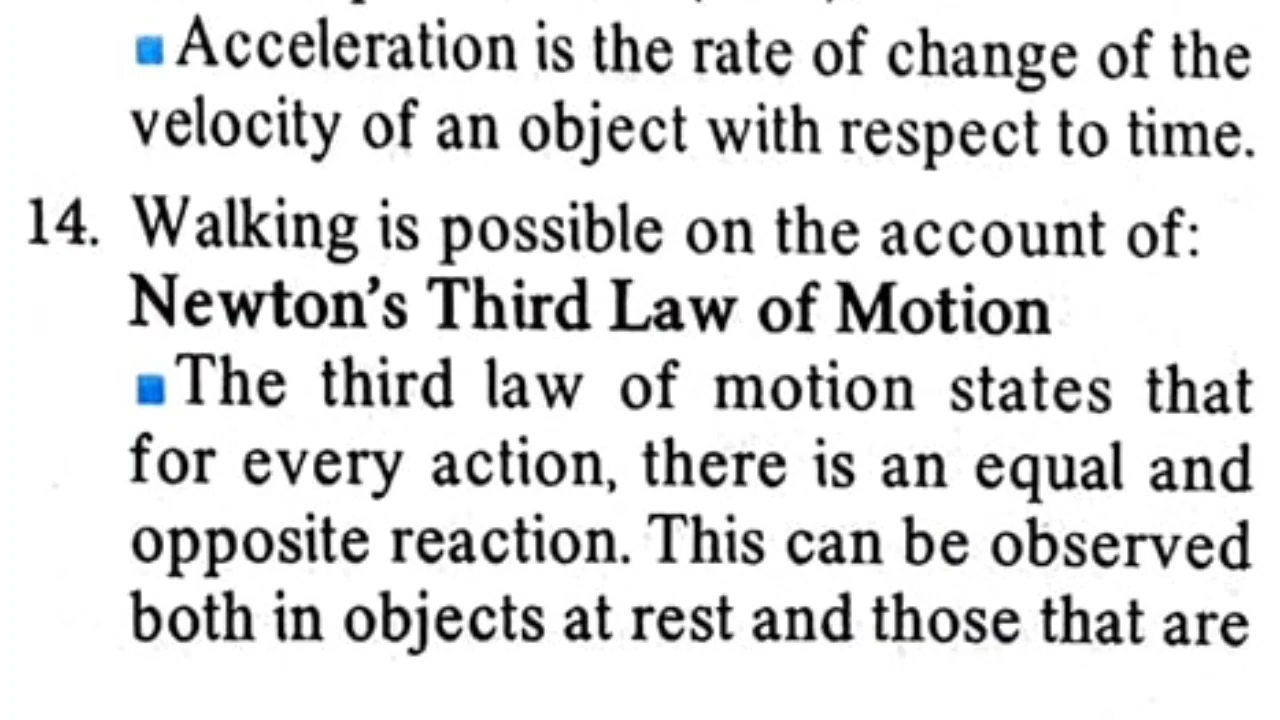 ▪Acceleration is the rate of change of the
velocity of an object with respect to time.
14. Walking is possible on the account of:
Newton's Third Law of Motion
▪The third law of motion states that
for every action, there is an equal and
opposite reaction. This can be observed
both in objects at rest and those that are